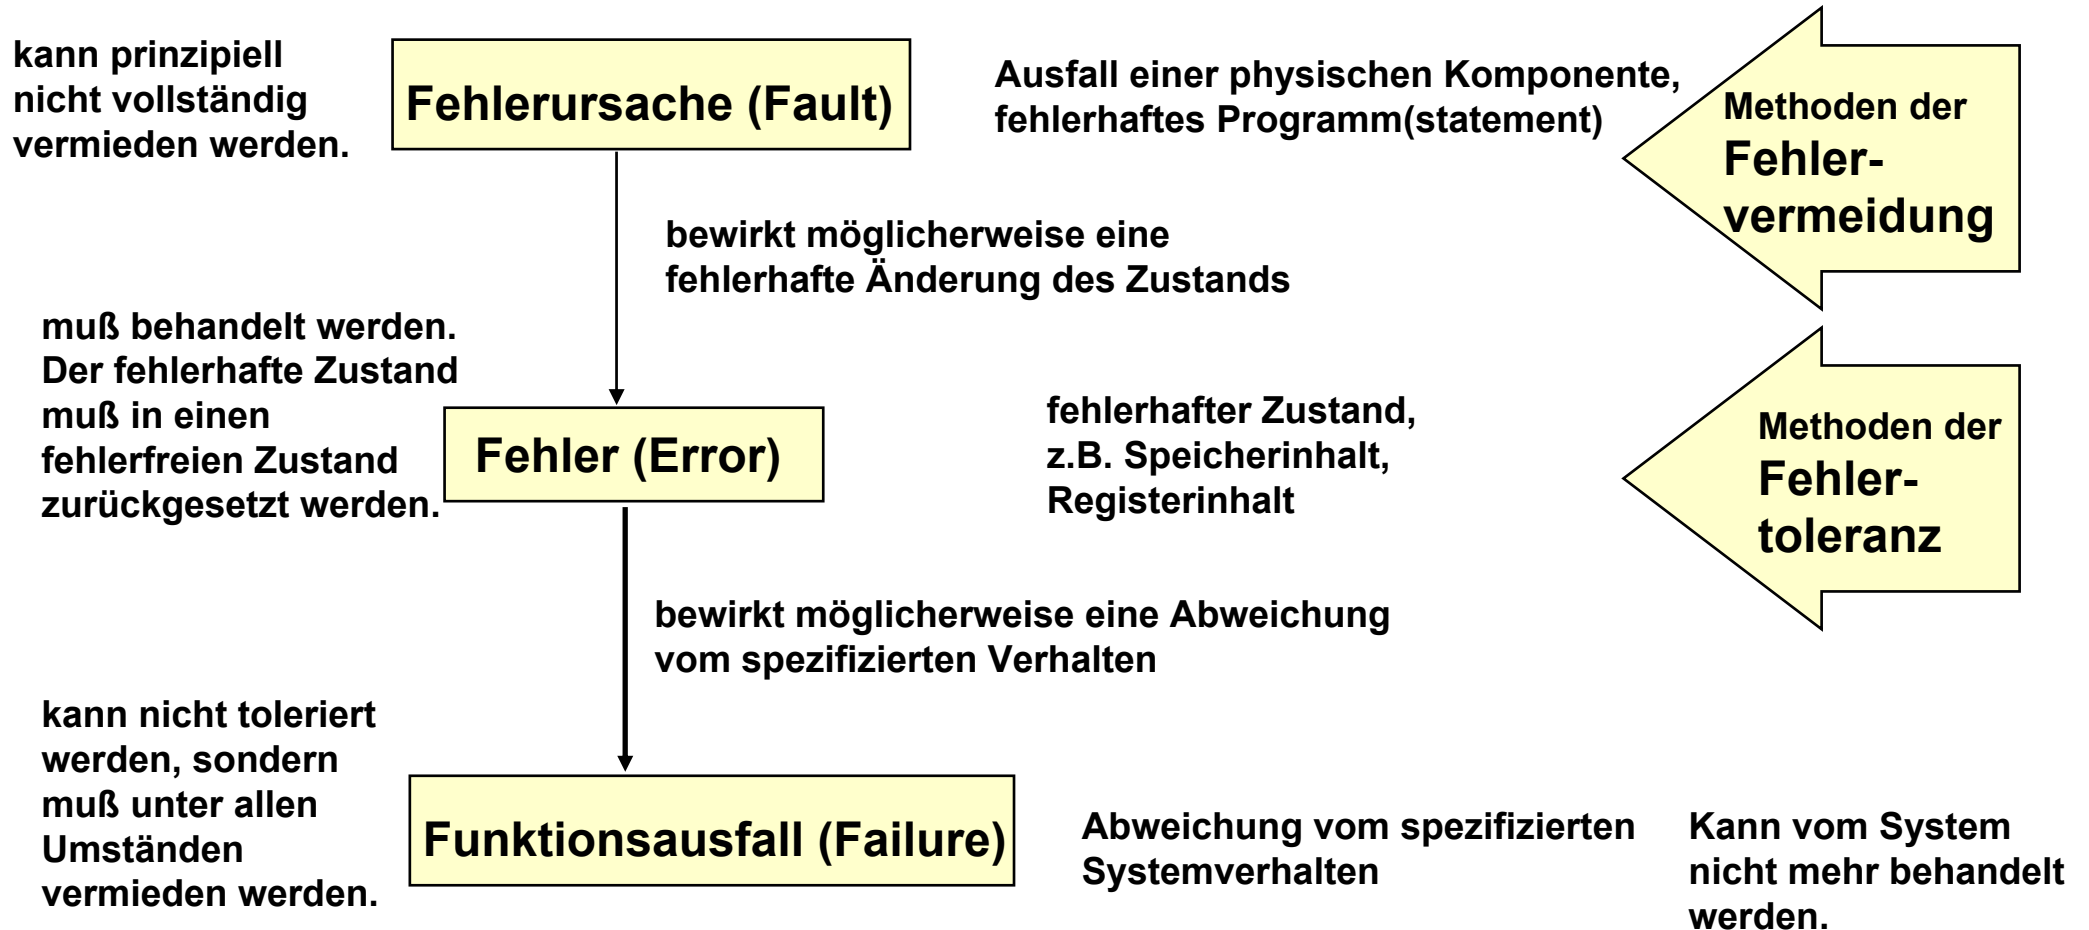 kann prinzipiell
nicht vollständig
vermieden werden.
Fehlerursache (Fault)
Ausfall einer physischen Komponente,
fehlerhaftes Programm(statement)
Methoden der
Fehler-
vermeidung
bewirkt möglicherweise eine
fehlerhafte Änderung des Zustands
muß behandelt werden.
Der fehlerhafte Zustand
muß in einen
fehlerfreien Zustand
zurückgesetzt werden.
Fehler (Error)
fehlerhafter Zustand,
z.B. Speicherinhalt,
Registerinhalt
Methoden der
Fehler-
toleranz
bewirkt möglicherweise eine Abweichung
vom spezifizierten Verhalten
kann nicht toleriert
werden, sondern
muß unter allen
Umständen
vermieden werden.
Funktionsausfall (Failure)
Abweichung vom spezifizierten
Systemverhalten
Kann vom System
nicht mehr behandelt
werden.